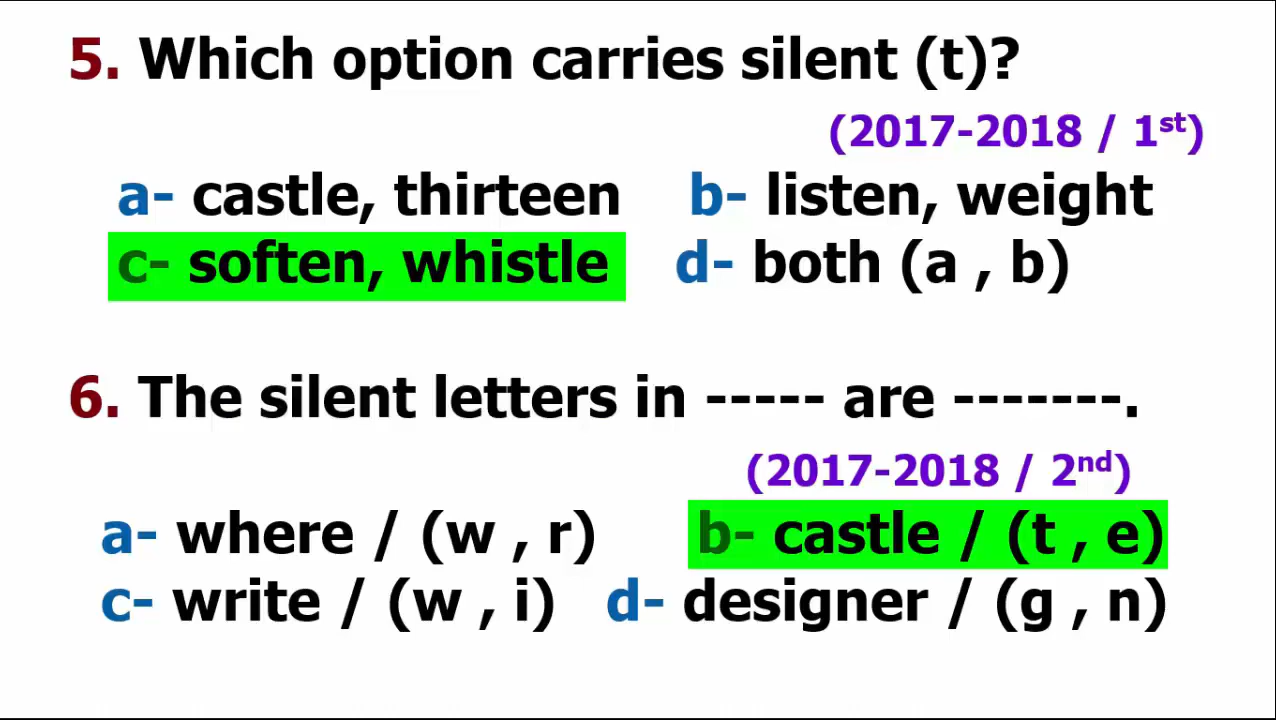 5. Which option carries silent (t)?
(2017-2018 / 1st)
a- castle, thirteen b- listen, weight
c- soften, whistle d- both (a , b)
6. The silent letters in ----- are -------.
(2017-2018 / 2nd)
a- where / (w , r) b- castle / (t , e)
c- write / (w , i) d- designer / (g , n)